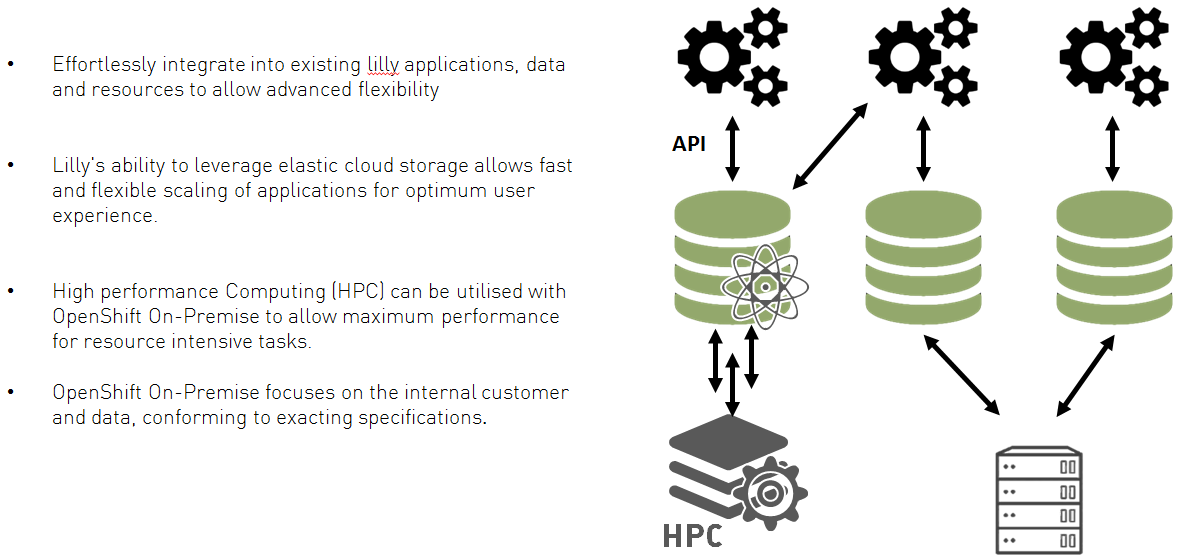 • Effortlessly integrate into existing lilly applications, data
and resources to allow advanced flexibility
• Lilly's ability to leverage elastic cloud storage allows fast
and flexible scaling of applications for optimum user
experience.
• High performance Computing (HPC) can be utilised with
OpenShift On-Premise to allow maximum performance
for resource intensive tasks.
• OpenShift On-Premise focuses on the internal customer
and data, conforming to exacting specifications.
API
HPC